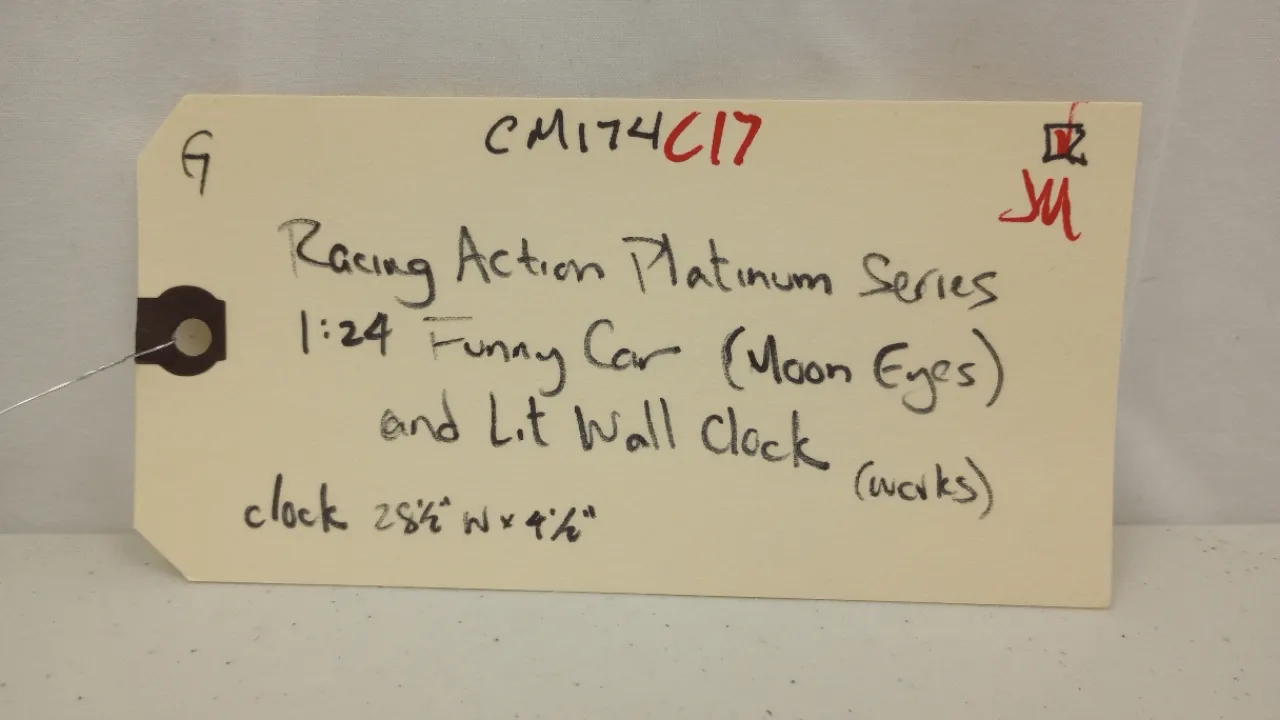 G
CM174C17
JM
Racing Action Platinum Series
1:24 Funny Car (Moon Eyes)
and Lit Wall Clock
(works)
clock 28½" W x 4½"